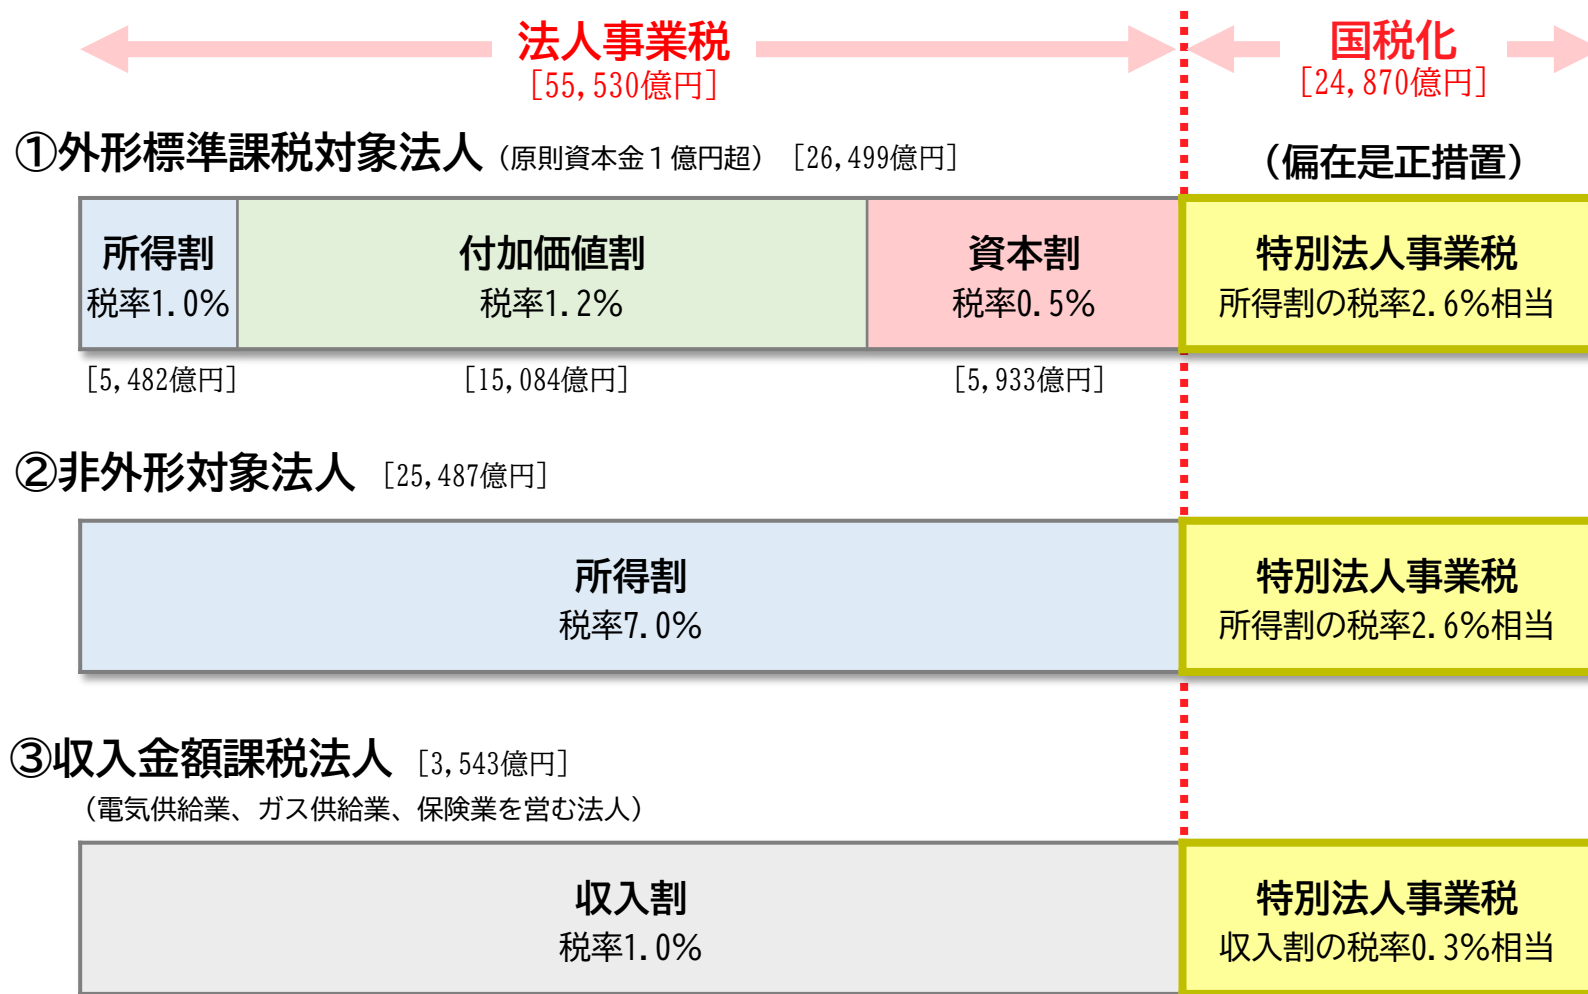 法人事業税
[55,530億円]
国税化
[24,870億円]
①外形標準課税対象法人（原則資本金１億円超）[26,499億円]
（偏在是正措置）
所得割
税率1.0%
付加価値割
税率1.2%
資本割
税率0.5%
特別法人事業税
所得割の税率2.6%相当
[5,482億円]
[15,084億円]
[5,933億円]
②非外形対象法人 [25,487億円]
所得割
税率7.0%
特別法人事業税
所得割の税率2.6%相当
③収入金額課税法人 [3,543億円]
（電気供給業、ガス供給業、保険業を営む法人）
収入割
税率1.0%
特別法人事業税
収入割の税率0.3%相当